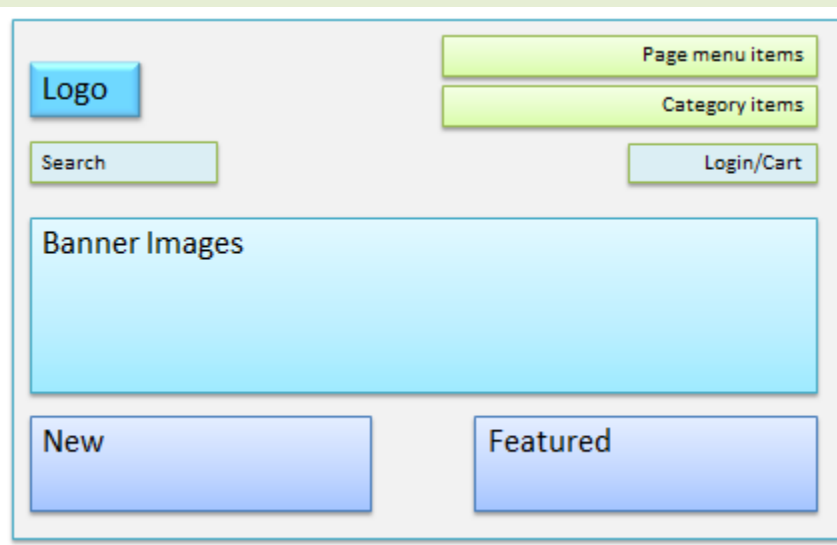 Logo
Page menu items
Category items
Search
Login/Cart
Banner Images
New
Featured